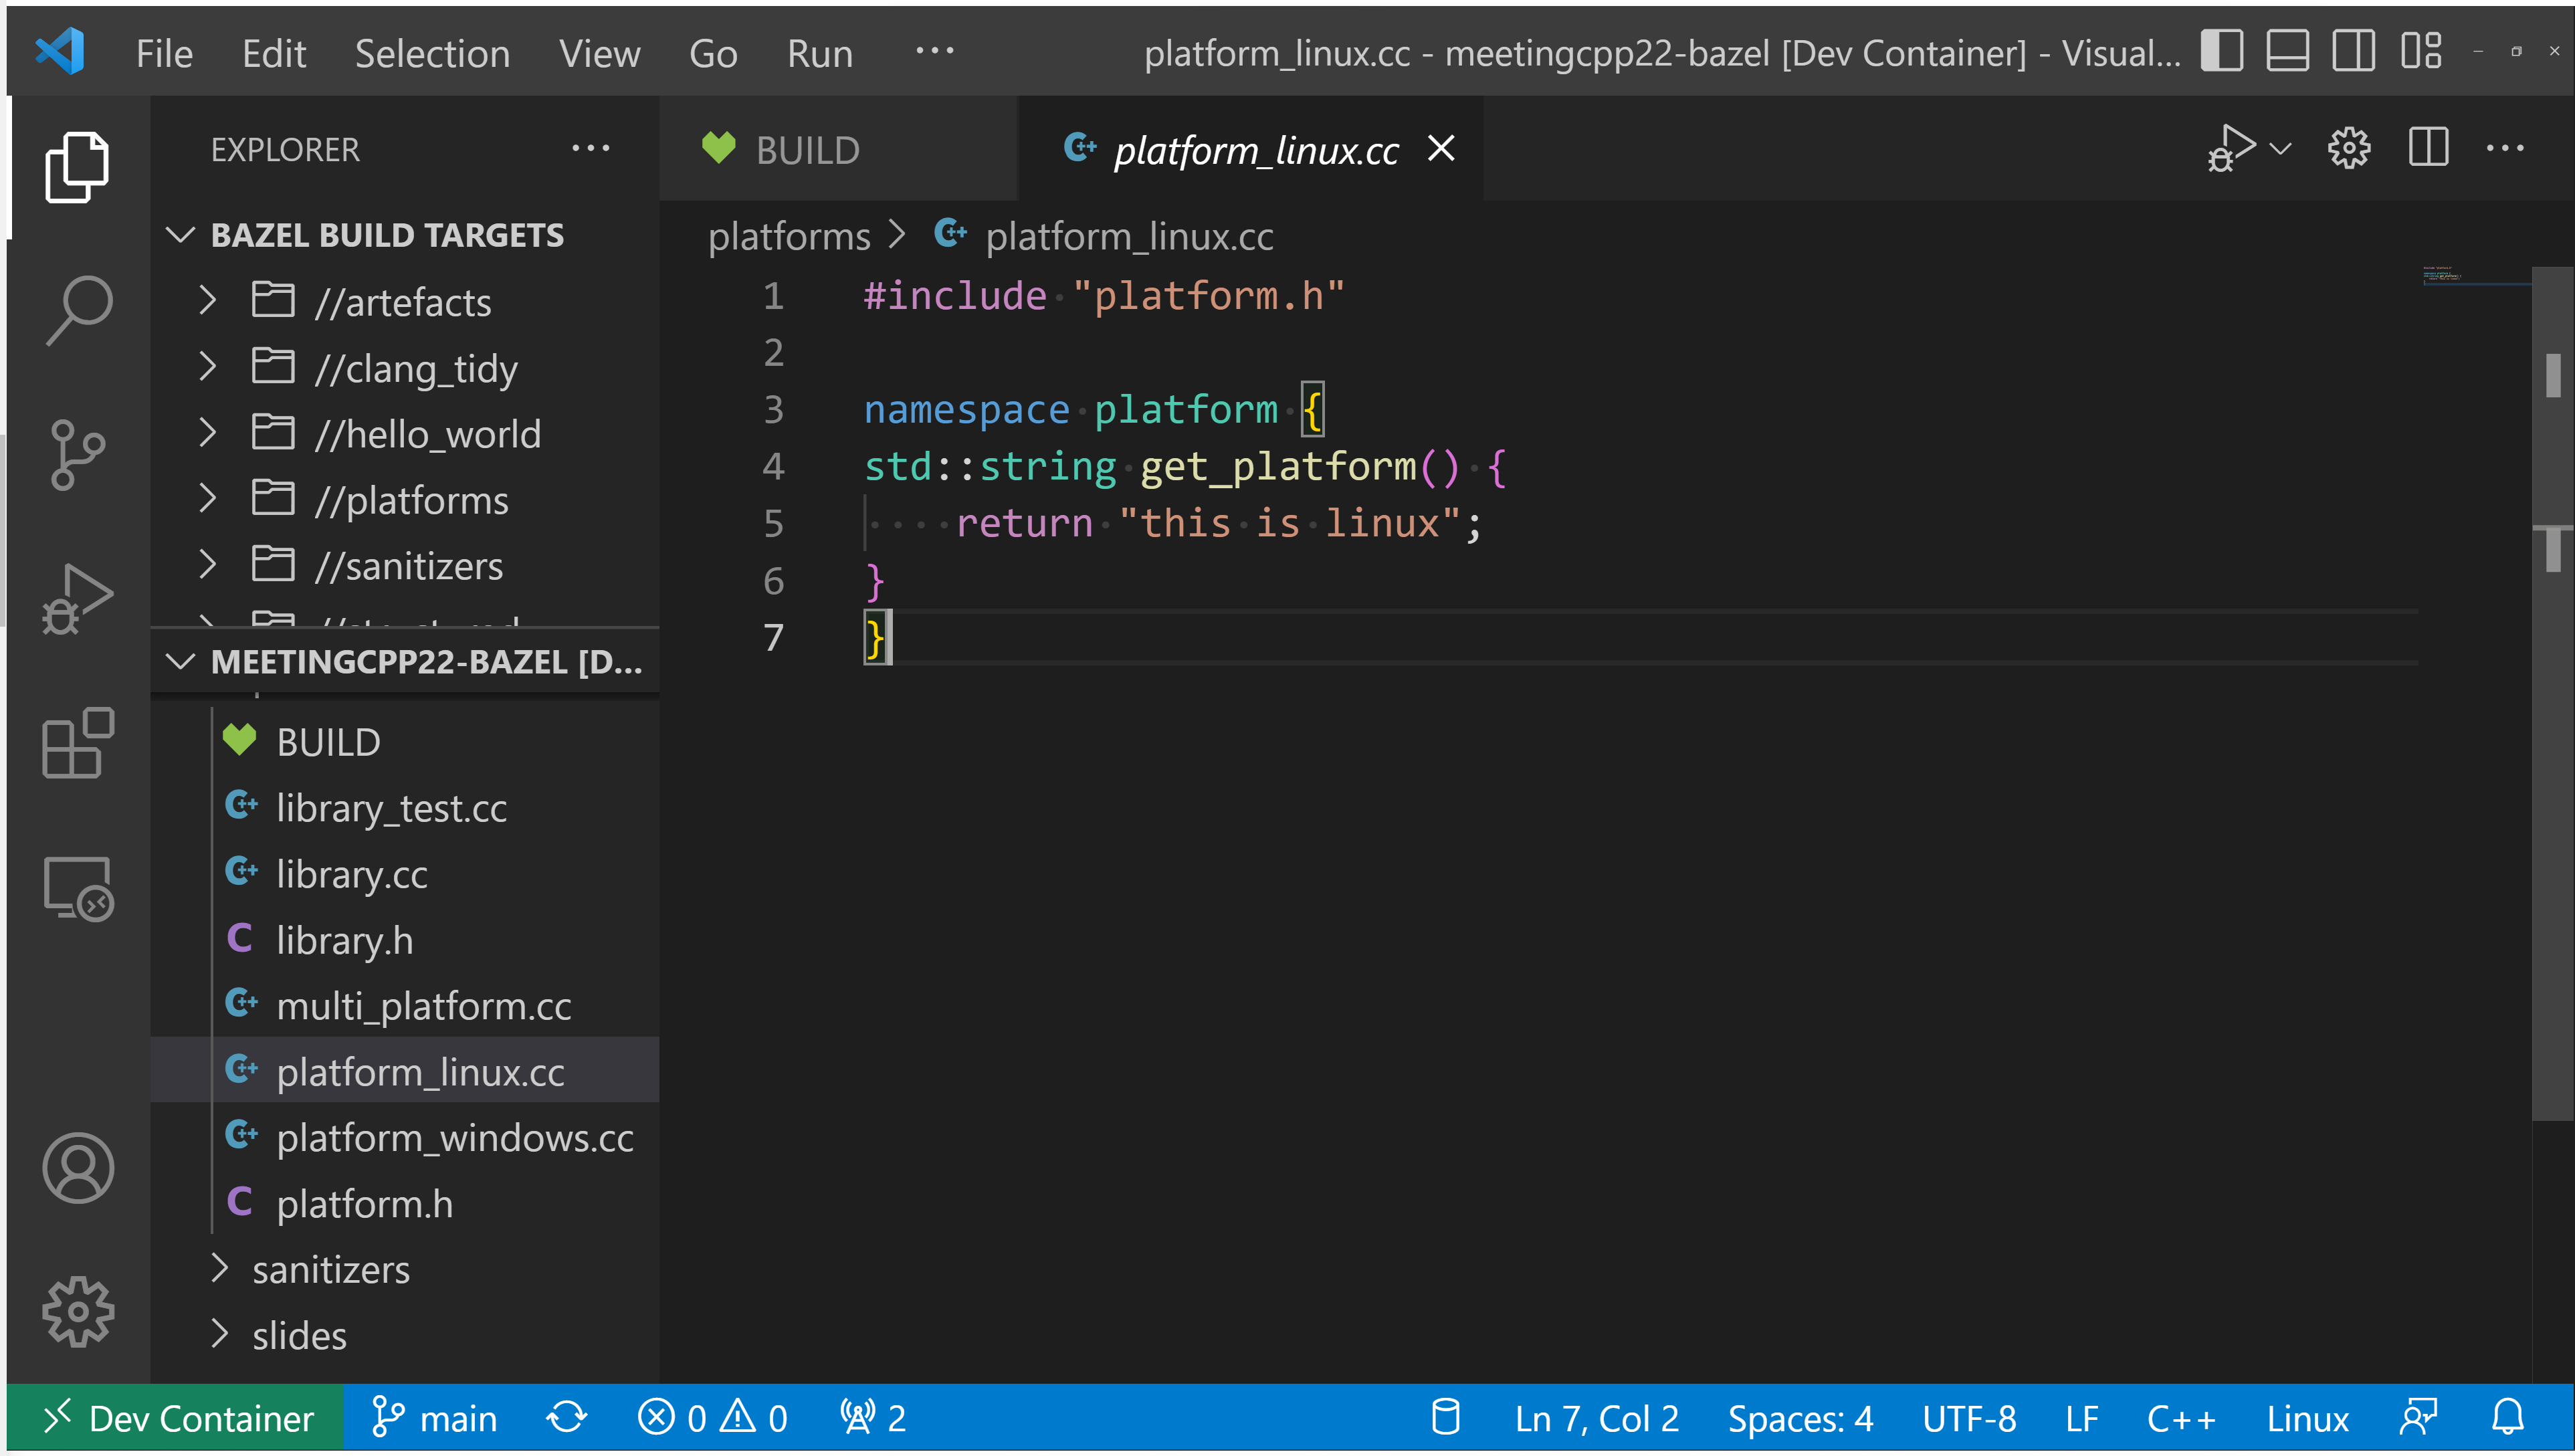 File Edit Selection View Go Run ···
platform_linux.cc - meetingcpp22-bazel [Dev Container] - Visual...
EXPLORER
BAZEL BUILD TARGETS
//artefacts
//clang_tidy
//hello_world
//platforms
//sanitizers
MEETINGCPP22-BAZEL [D...
BUILD
library_test.cc
library.cc
library.h
multi_platform.cc
platform_linux.cc
platform_windows.cc
platform.h
sanitizers
slides
BUILD
platform_linux.cc
platforms > platform_linux.cc
1 #include "platform.h"
2
3 namespace platform {
4 std::string get_platform() {
5     return "this is linux";
6 }
7 }
Dev Container main 0 0 2 Ln 7, Col 2 Spaces: 4 UTF-8 LF C++ Linux